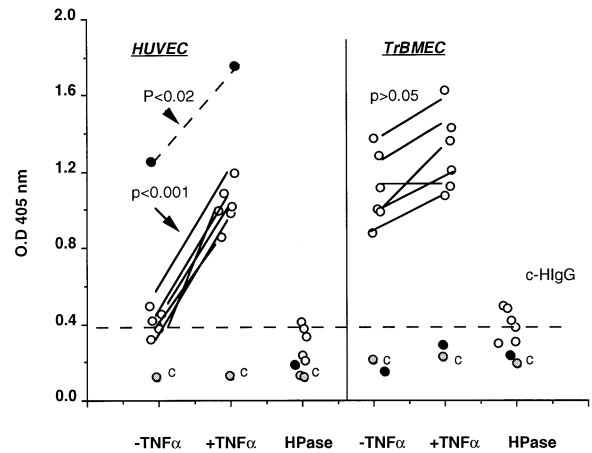 2.0
1.6
1.2
0.8
0.4
0.0
O.D 405 nm
HUVEC
TrBMEC
P<0.02
p<0.001
p>0.05
c-HIgG
c
c
c
c
c
c
-TNFα
+TNFα
HPase
-TNFα
+TNFα
HPase